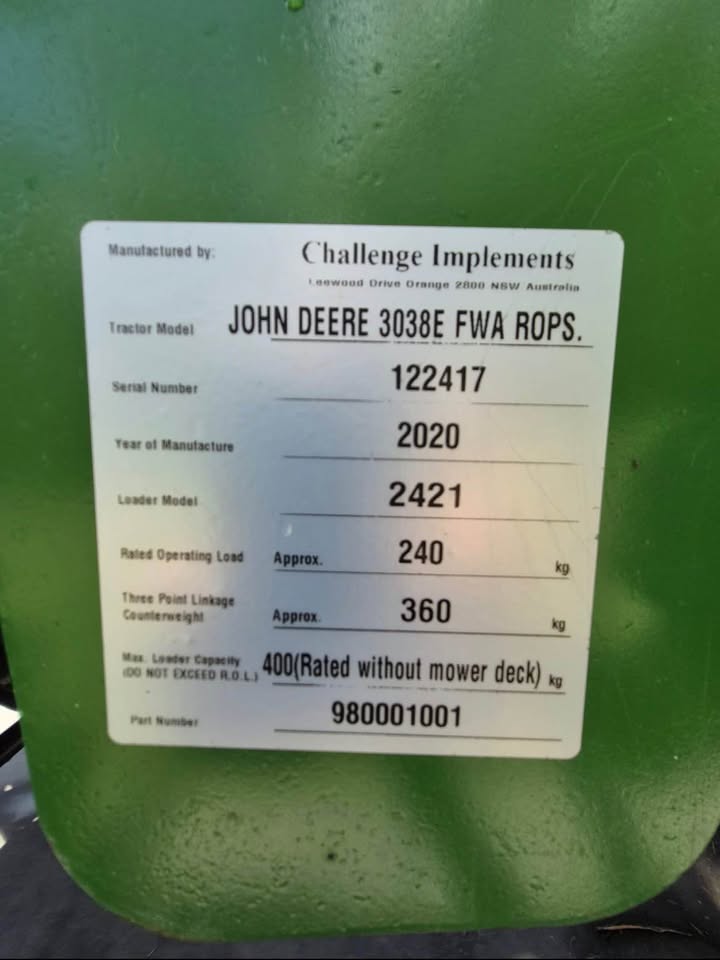 Manufactured by: Challenge Implements
Leewood Drive Orange 2800 NSW Australia
Tractor Model JOHN DEERE 3038E FWA ROPS.
Serial Number 122417
Year of Manufacture 2020
Loader Model 2421
Rated Operating Load Approx. 240 kg
Three Point Linkage
Counterweight Approx. 360 kg
Max. Loader Capacity
(DO NOT EXCEED R.O.L.) 400(Rated without mower deck) kg
Part Number 980001001